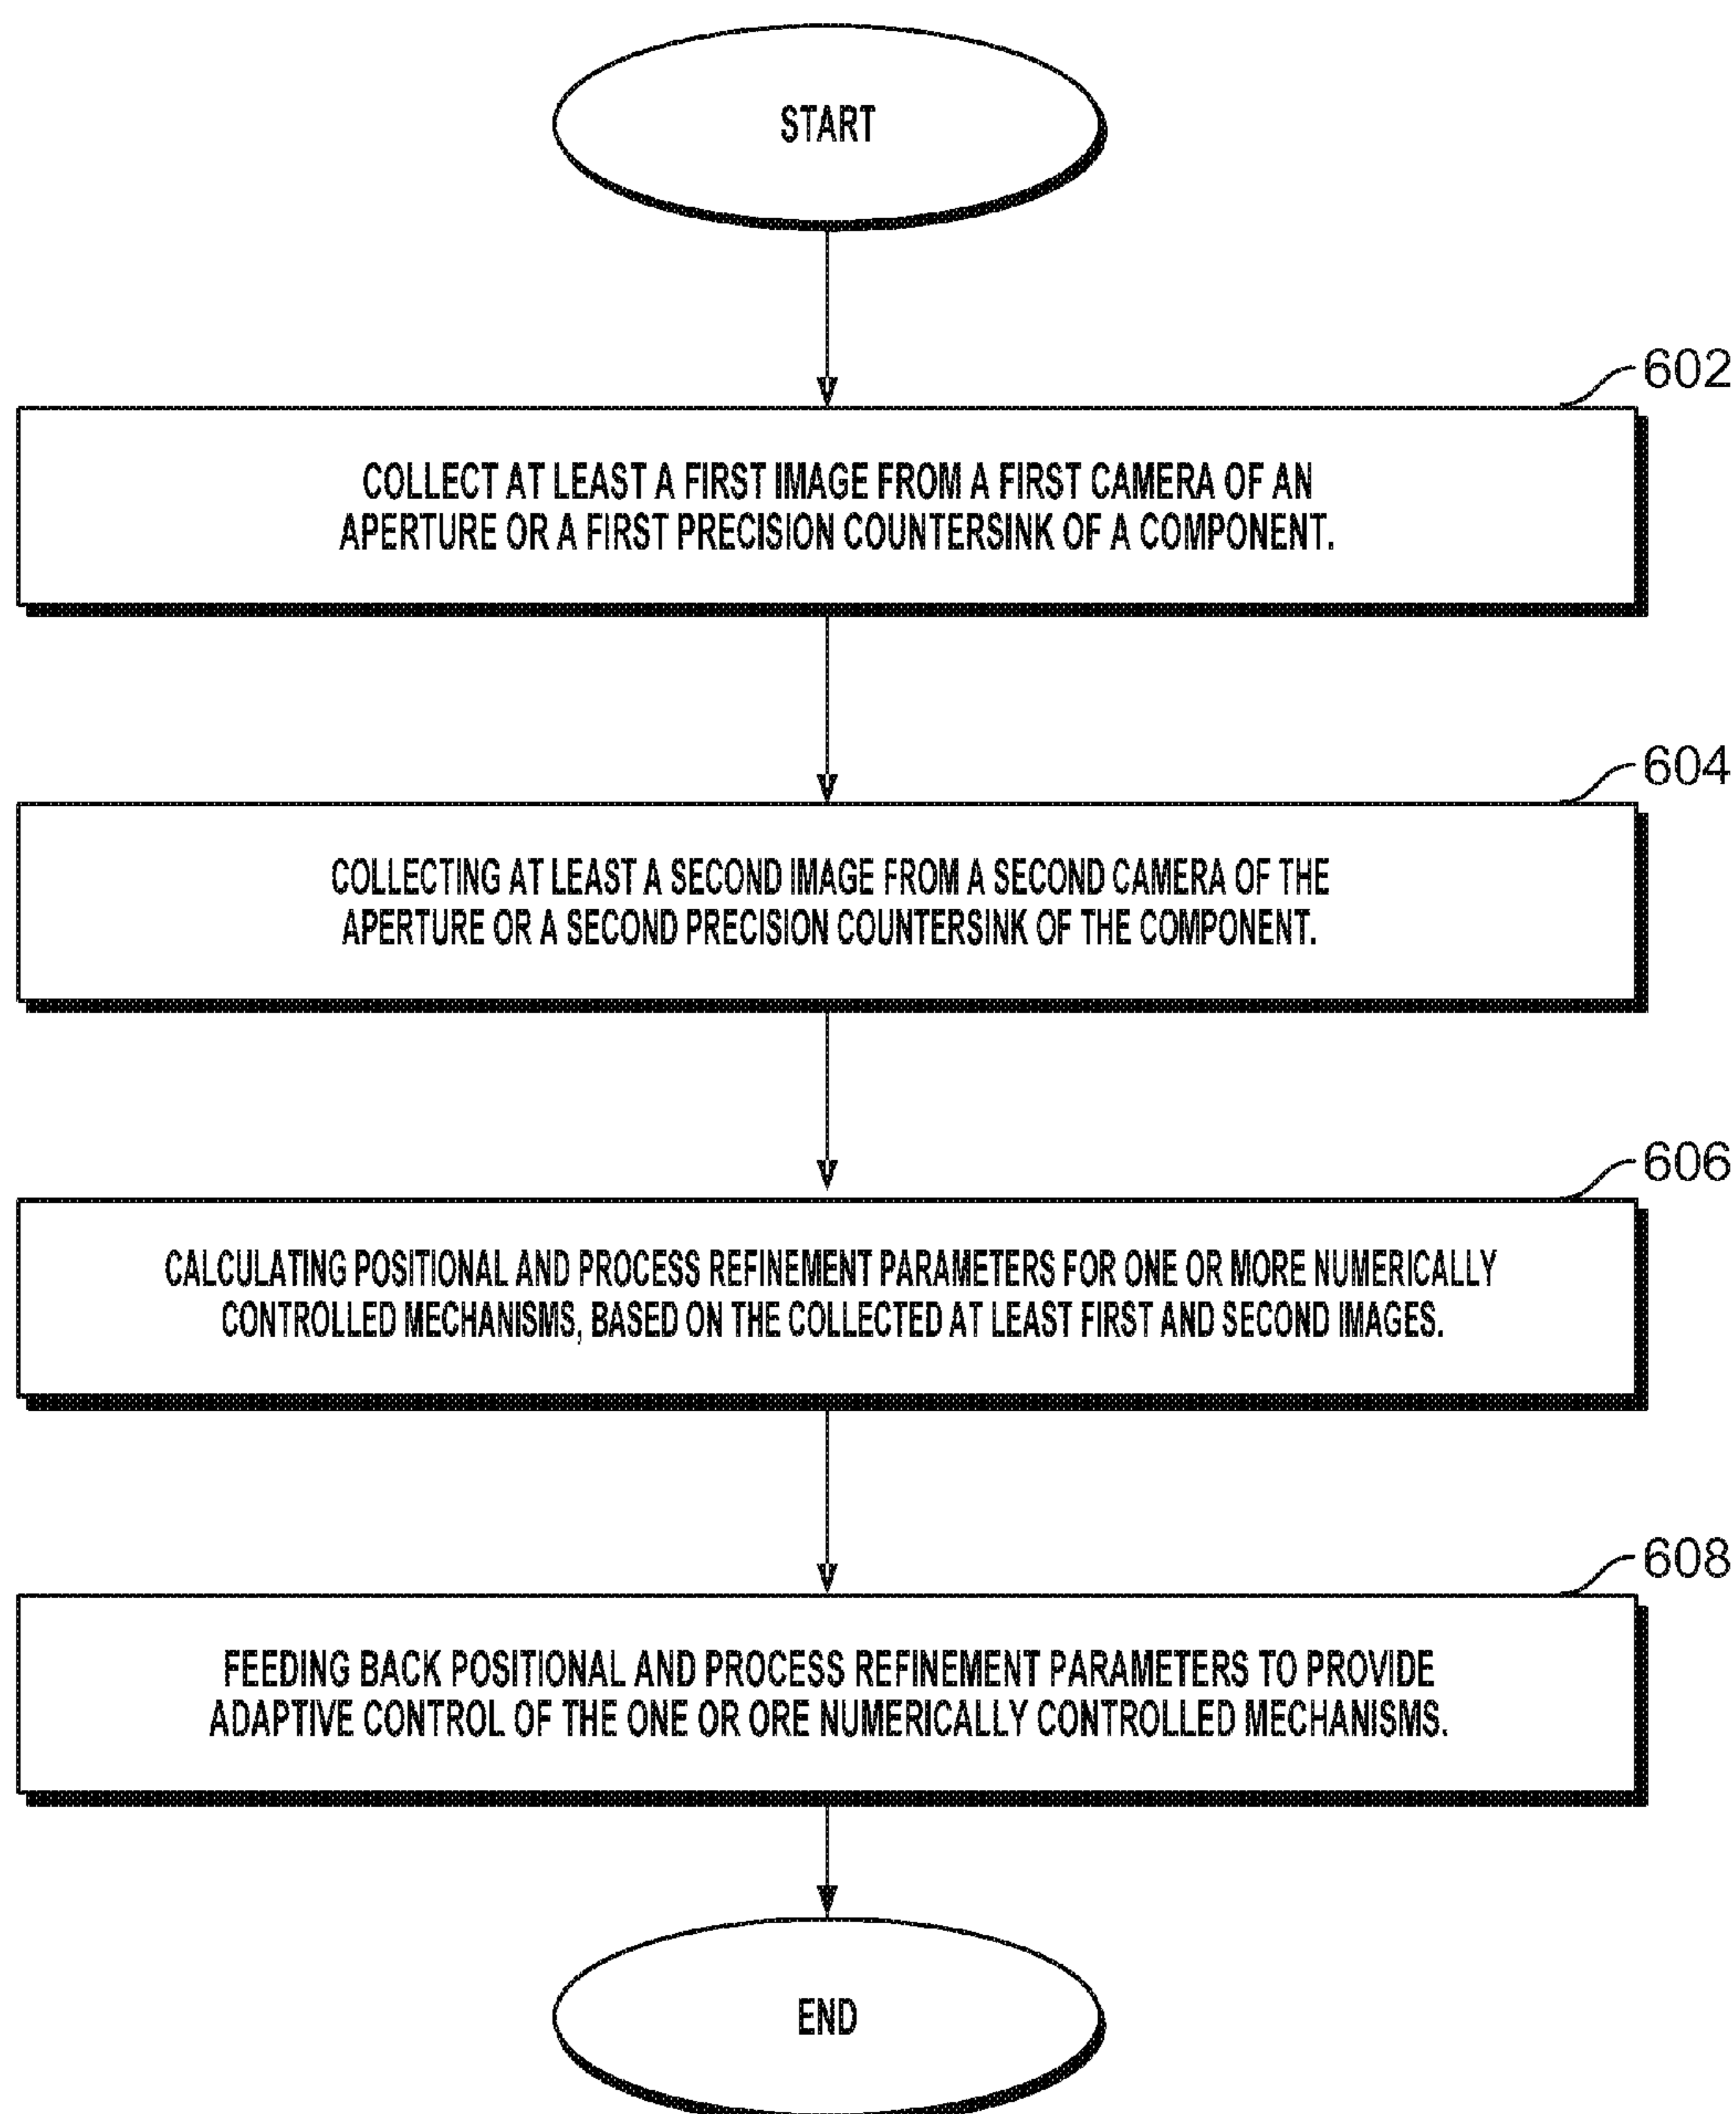 START
602
COLLECT AT LEAST A FIRST IMAGE FROM A FIRST CAMERA OF AN
APERTURE OR A FIRST PRECISION COUNTERSINK OF A COMPONENT.
604
COLLECTING AT LEAST A SECOND IMAGE FROM A SECOND CAMERA OF THE
APERTURE OR A SECOND PRECISION COUNTERSINK OF THE COMPONENT.
606
CALCULATING POSITIONAL AND PROCESS REFINEMENT PARAMETERS FOR ONE OR MORE NUMERICALLY
CONTROLLED MECHANISMS, BASED ON THE COLLECTED AT LEAST FIRST AND SECOND IMAGES.
608
FEEDING BACK POSITIONAL AND PROCESS REFINEMENT PARAMETERS TO PROVIDE
ADAPTIVE CONTROL OF THE ONE OR ORE NUMERICALLY CONTROLLED MECHANISMS.
END